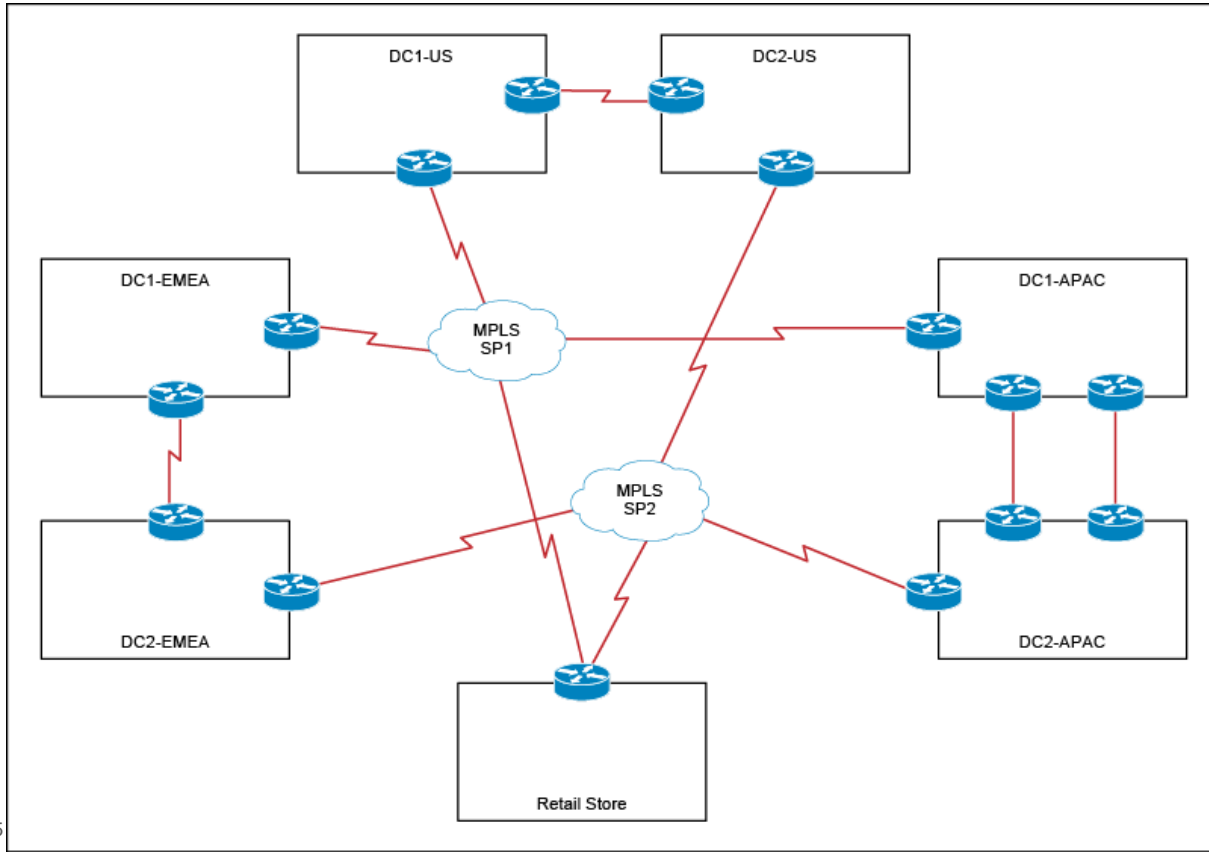 DC1-US
DC2-US
DC1-EMEA
DC1-APAC
MPLS
SP1
MPLS
SP2
DC2-EMEA
DC2-APAC
Retail Store